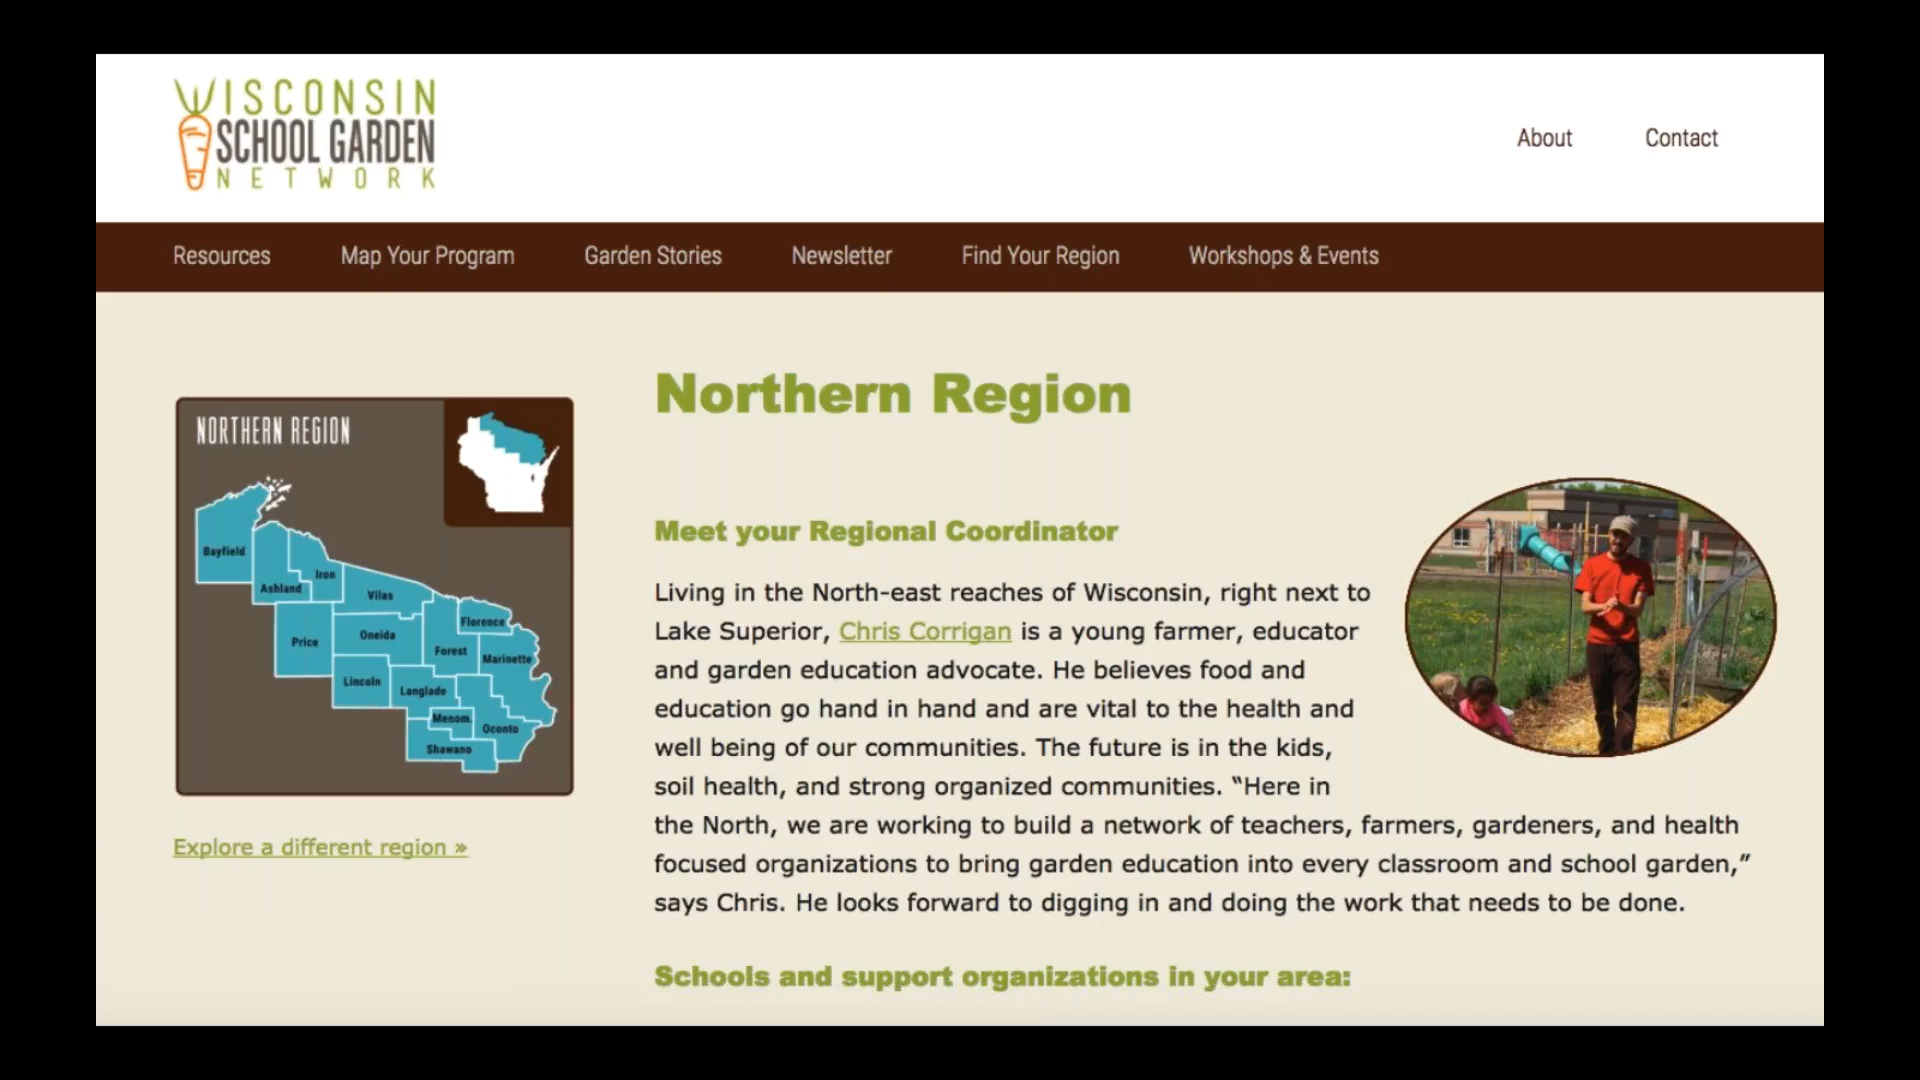 WISCONSIN
SCHOOL GARDEN
NETWORK
About
Contact
Resources
Map Your Program
Garden Stories
Newsletter
Find Your Region
Workshops & Events
NORTHERN REGION
Bayfield
Ashland
Iron
Vilas
Price
Oneida
Florence
Forest
Marinette
Lincoln
Langlade
Menom.
Oconto
Shawano
Explore a different region »
Northern Region
Meet your Regional Coordinator
Living in the North-east reaches of Wisconsin, right next to
Lake Superior, Chris Corrigan is a young farmer, educator
and garden education advocate. He believes food and
education go hand in hand and are vital to the health and
well being of our communities. The future is in the kids,
soil health, and strong organized communities. “Here in
the North, we are working to build a network of teachers, farmers, gardeners, and health
focused organizations to bring garden education into every classroom and school garden,”
says Chris. He looks forward to digging in and doing the work that needs to be done.
Schools and support organizations in your area: